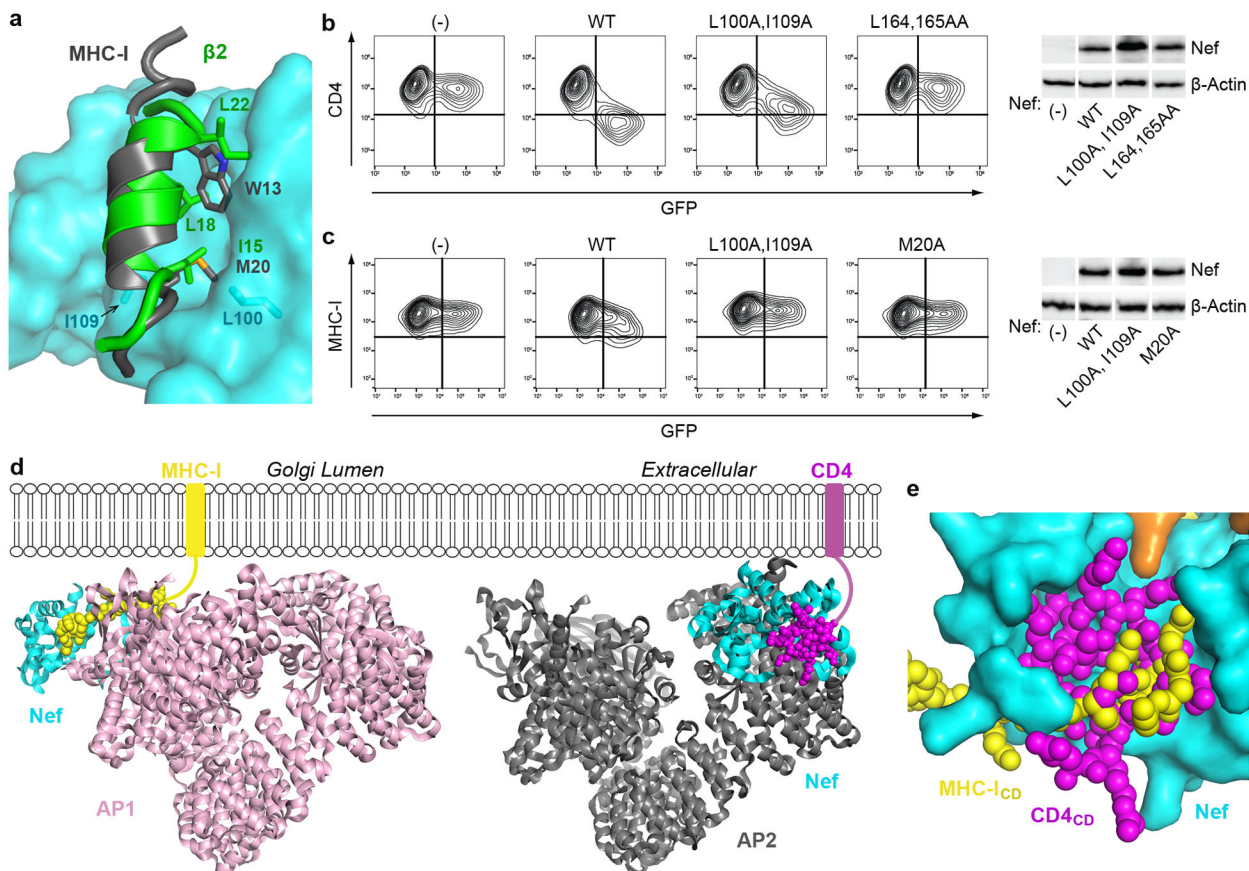 a
MHC-I
β2
L22
W13
L18
I15
M20
I109
L100
b
(-)
WT
L100A,I109A
L164,165AA
CD4
GFP
Nef
β-Actin
Nef:
(-)
WT
L100A, I109A
L164, 165AA
c
(-)
WT
L100A,I109A
M20A
MHC-I
GFP
Nef
β-Actin
Nef:
(-)
WT
L100A, I109A
M20A
d
MHC-I
Golgi Lumen
Extracellular
CD4
Nef
AP1
Nef
AP2
e
MHC-I_CD
CD4_CD
Nef